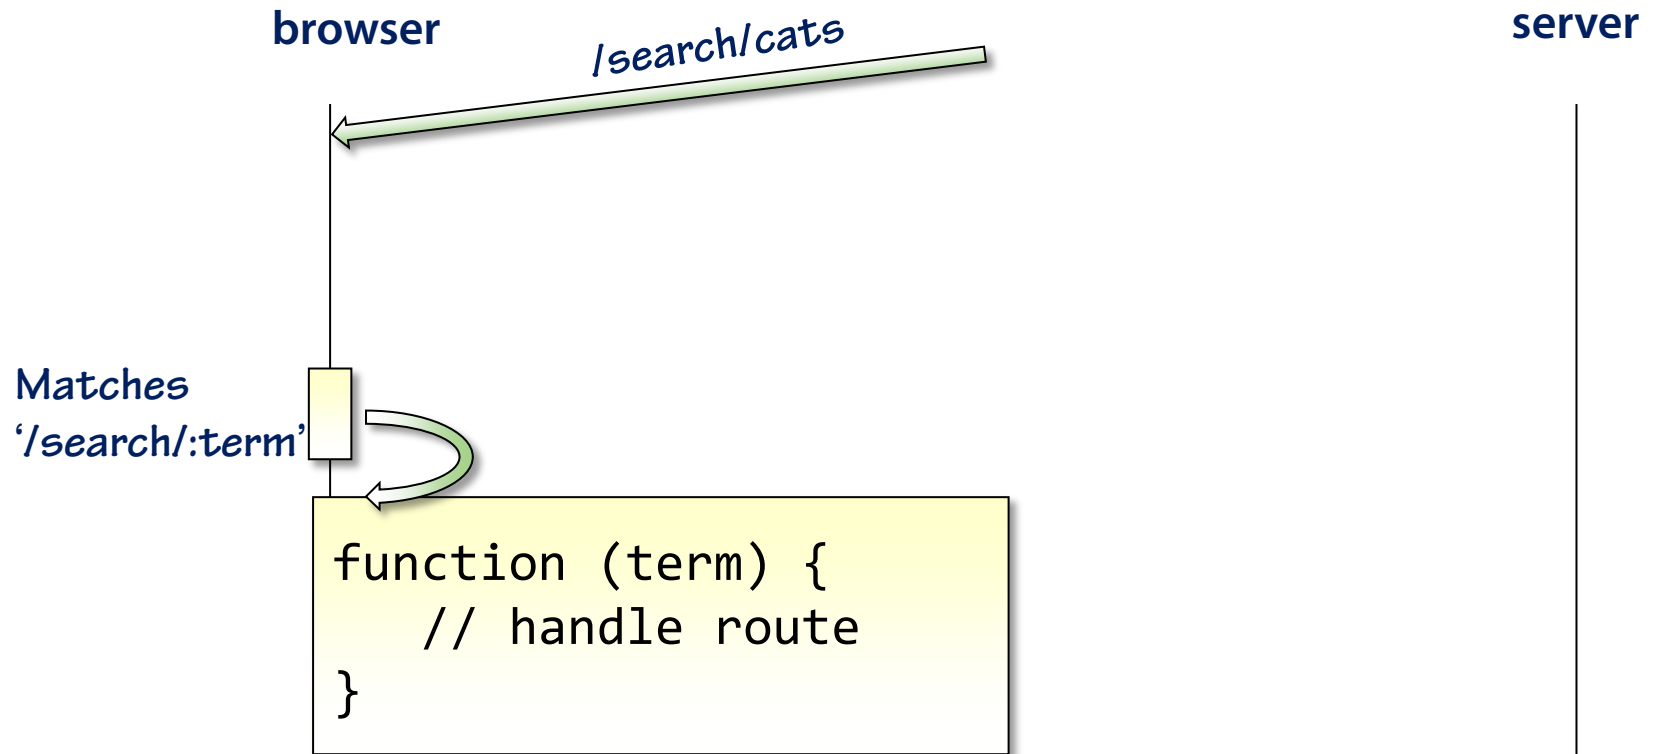 browser
server
/search/cats
Matches
‘/search/:term’
function (term) {
// handle route
}